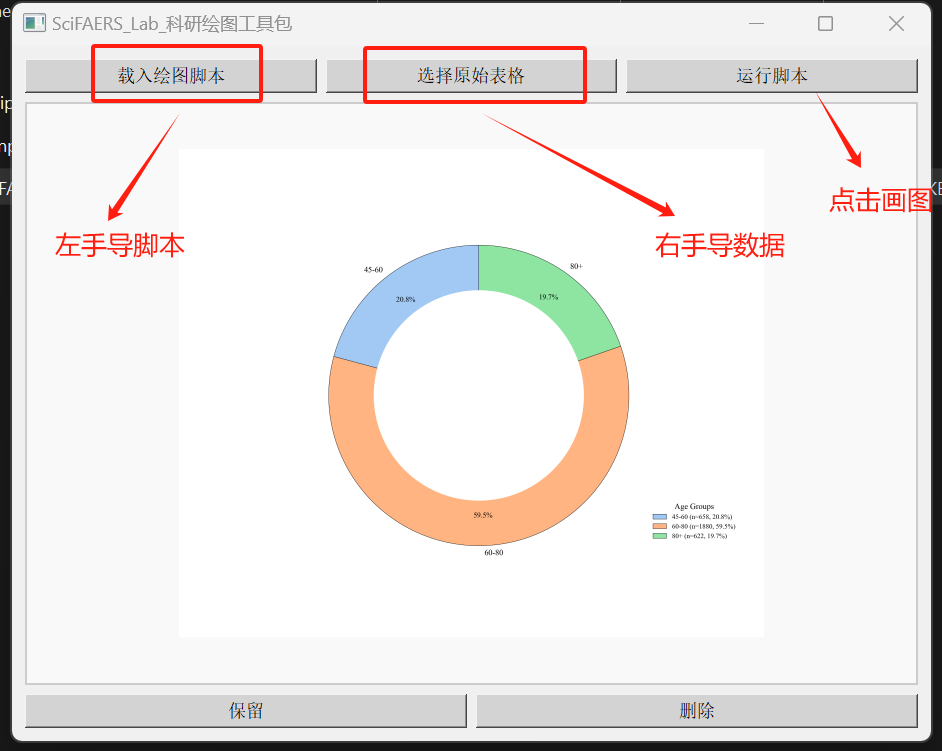 SciFAERS_Lab_科研绘图工具包
载入绘图脚本
选择原始表格
运行脚本
点击画图
左手导脚本
右手导数据
45-60
80+
20.8%
19.7%
59.5%
60-80
Age Groups
45-60 (n=658, 20.8%)
60-80 (n=1880, 59.5%)
80+ (n=622, 19.7%)
保留
删除